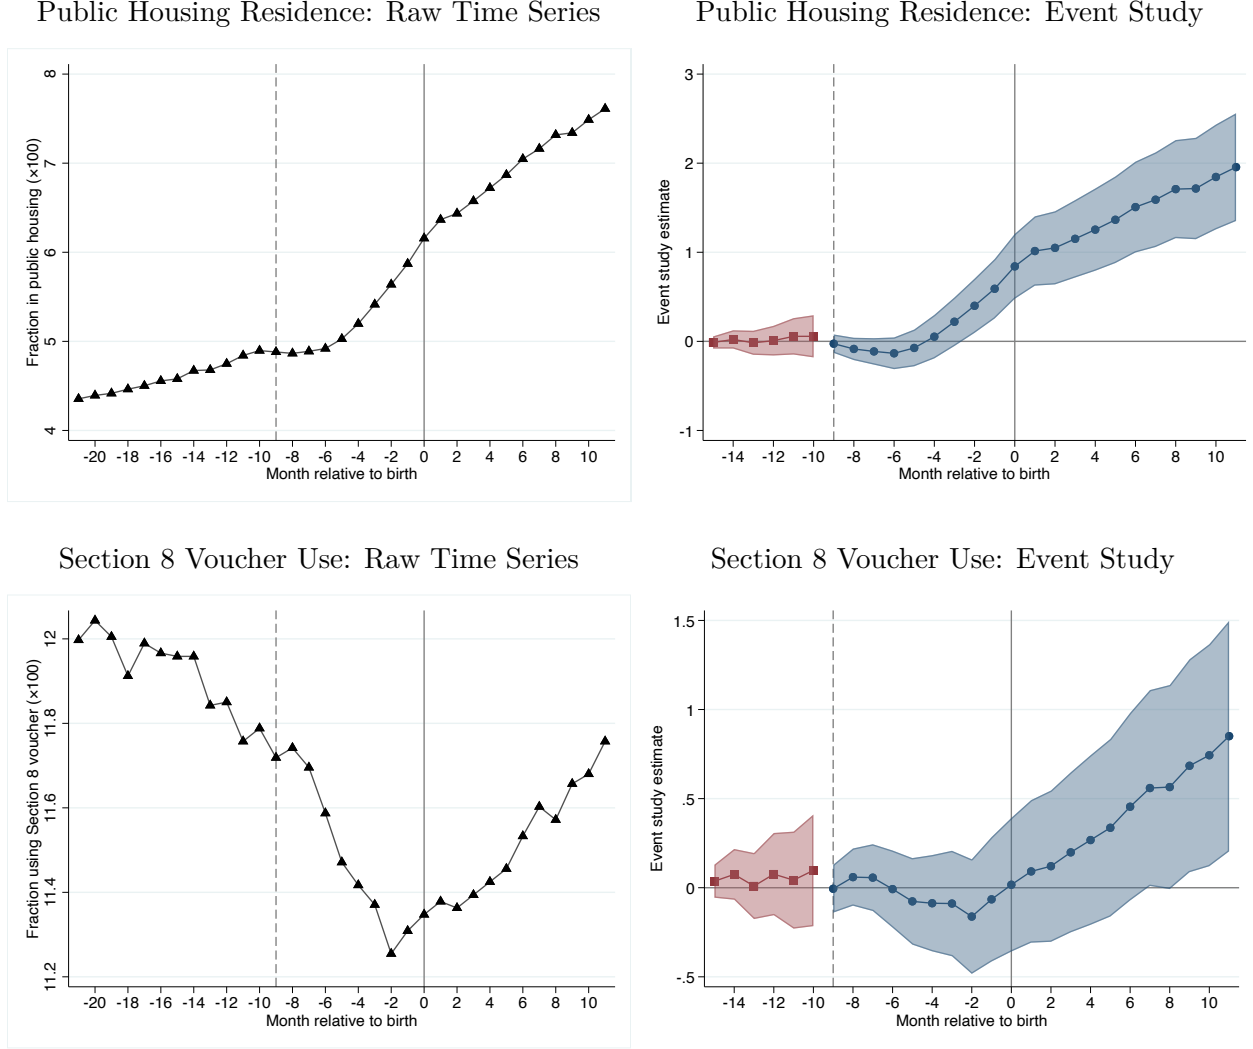 Public Housing Residence: Raw Time Series
Fraction in public housing (×100)
8
7
6
5
4
-20 -18 -16 -14 -12 -10 -8 -6 -4 -2 0 2 4 6 8 10
Month relative to birth
Public Housing Residence: Event Study
Event study estimate
3
2
1
0
-1
-14 -12 -10 -8 -6 -4 -2 0 2 4 6 8 10
Month relative to birth
Section 8 Voucher Use: Raw Time Series
Fraction using Section 8 voucher (×100)
12
11.8
11.6
11.4
11.2
-20 -18 -16 -14 -12 -10 -8 -6 -4 -2 0 2 4 6 8 10
Month relative to birth
Section 8 Voucher Use: Event Study
Event study estimate
1.5
1
.5
0
-.5
-14 -12 -10 -8 -6 -4 -2 0 2 4 6 8 10
Month relative to birth